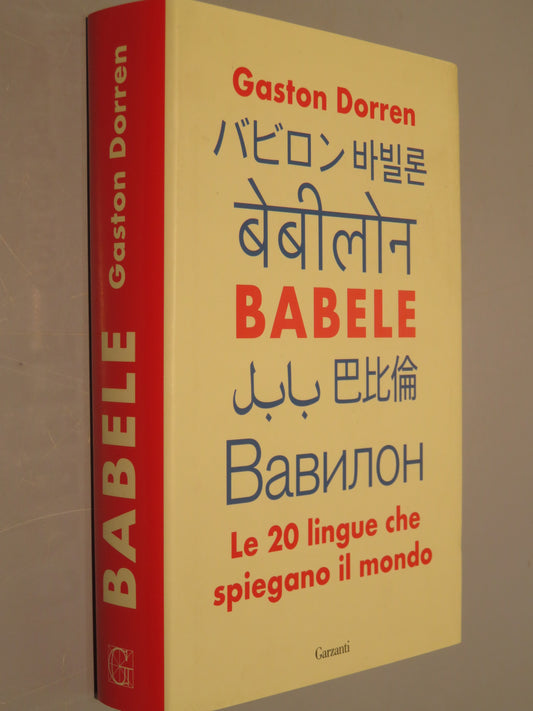 BABELE Gaston Dorren
Gaston Dorren
バビロン 바빌론
बेबीलोन
BABELE
بابل 巴比倫
Вавилон
Le 20 lingue che
spiegano il mondo
Garzanti